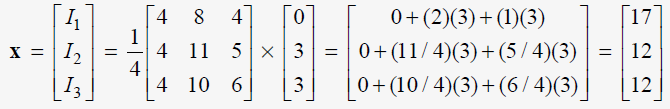 x = [I₁ I₂ I₃] = 1/4 [4 8 4; 4 11 5; 4 10 6] × [0 3 3] = [0 + (2)(3) + (1)(3); 0 + (11/4)(3) + (5/4)(3); 0 + (10/4)(3) + (6/4)(3)] = [17 12 12]